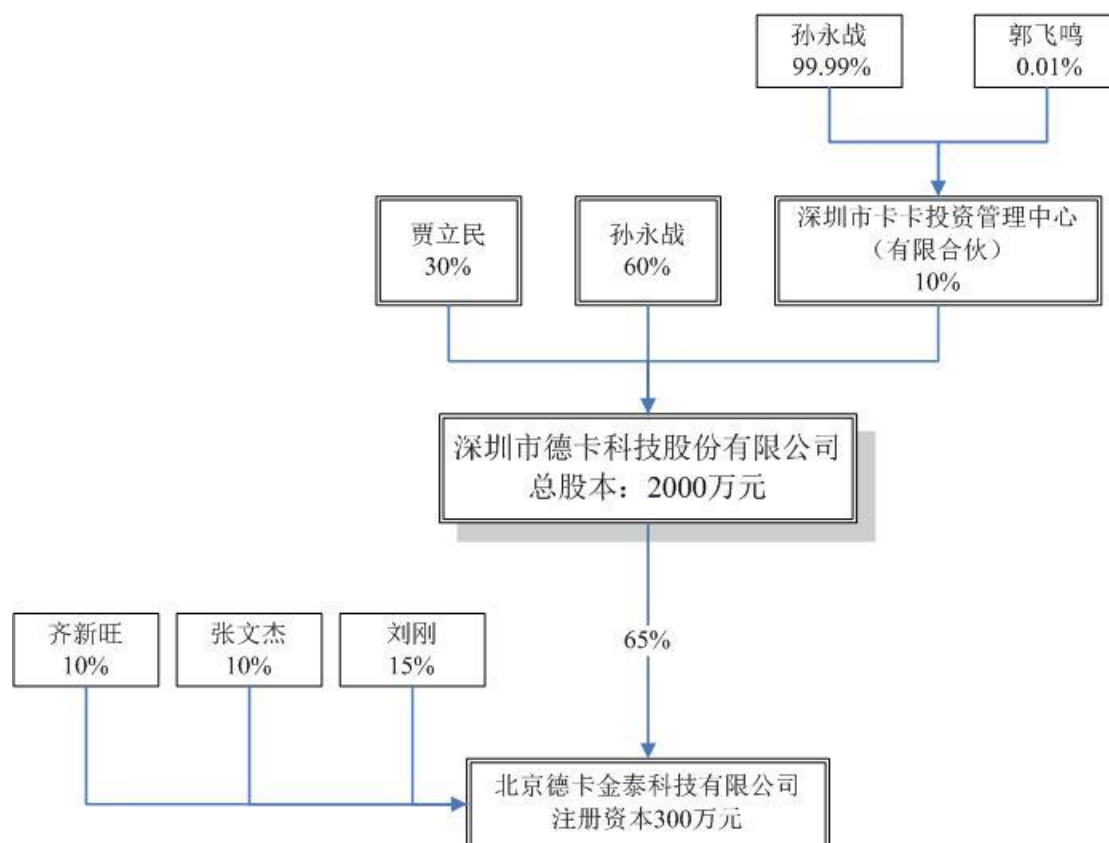 孙永战
99.99%
郭飞鸣
0.01%
贾立民
30%
孙永战
60%
深圳市卡卡投资管理中心
（有限合伙）
10%
深圳市德卡科技股份有限公司
总股本：2000万元
65%
齐新旺
10%
张文杰
10%
刘刚
15%
北京德卡金泰科技有限公司
注册资本300万元